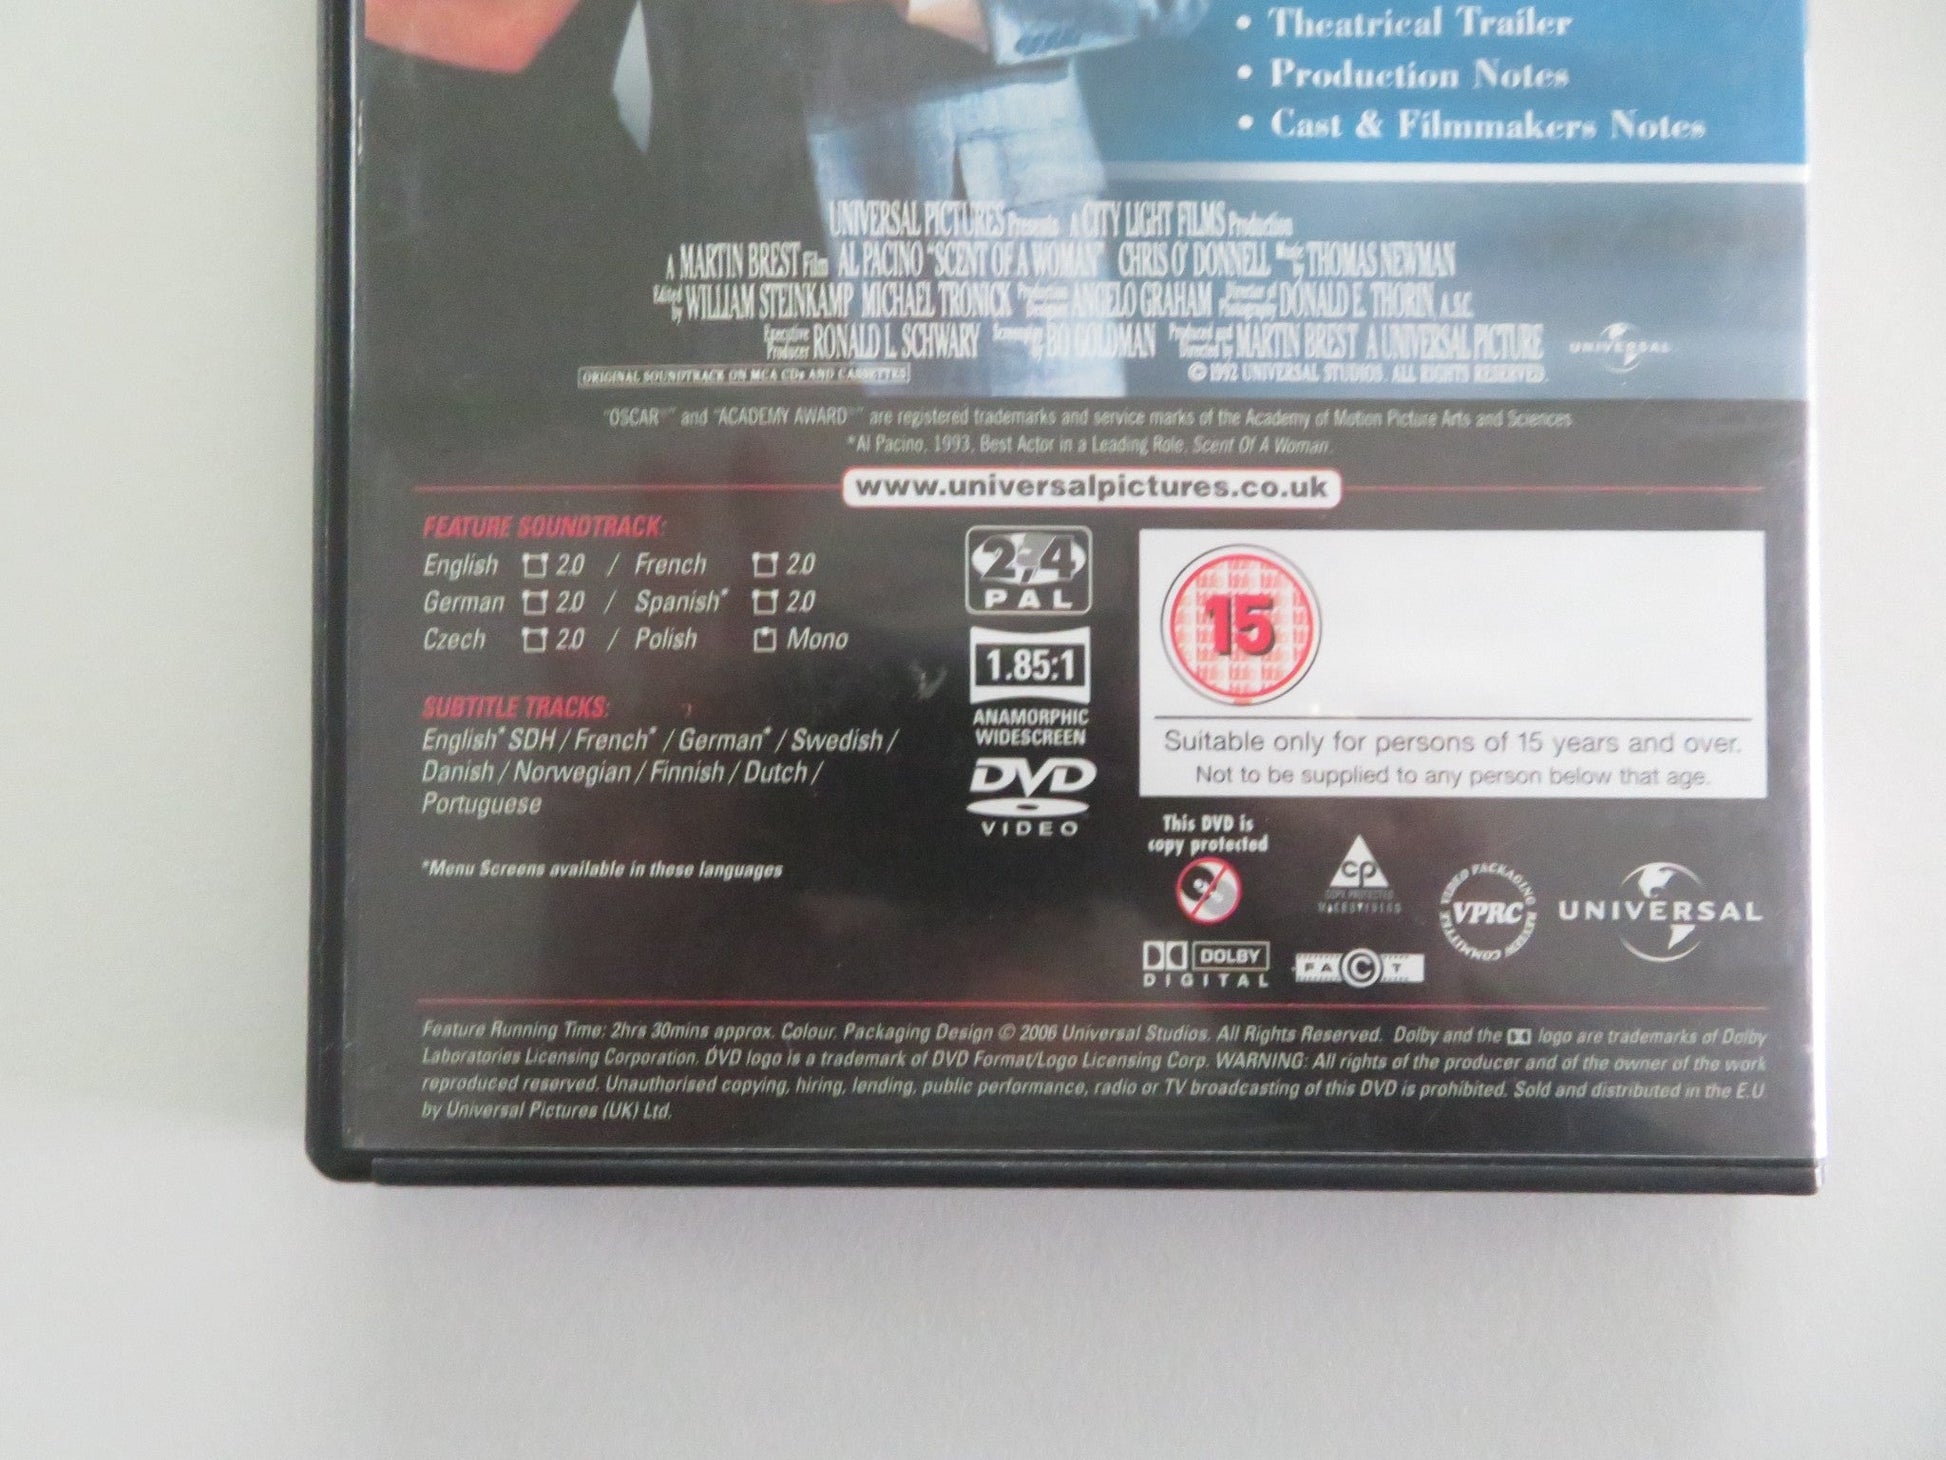 • Theatrical Trailer
• Production Notes
• Cast & Filmmakers Notes
UNIVERSAL PICTURES Presents A CITY LIGHT FILMS Production
A MARTIN BREST Film AL PACINO "SCENT OF A WOMAN" CHRIS O' DONNELL Music by THOMAS NEWMAN
Edited by WILLIAM STEINKAMP MICHAEL TRONICK Production Designer ANGELO GRAHAM Director of Photography DONALD E. THORIN, A.S.C.
Executive Producer RONALD L. SCHWARY Screenplay by BO GOLDMAN Produced and Directed by MARTIN BREST A UNIVERSAL PICTURE
UNIVERSAL
ORIGINAL SOUNDTRACK ON MCA CDs AND CASSETTES
© 1992 UNIVERSAL STUDIOS. ALL RIGHTS RESERVED.
"OSCAR®" and "ACADEMY AWARD®" are registered trademarks and service marks of the Academy of Motion Picture Arts and Sciences
*Al Pacino, 1993, Best Actor in a Leading Role, Scent Of A Woman.
www.universalpictures.co.uk
FEATURE SOUNDTRACK:
English 2.0 / French 2.0
German 2.0 / Spanish* 2.0
Czech 2.0 / Polish Mono
SUBTITLE TRACKS:
English* SDH / French* / German* / Swedish /
Danish / Norwegian / Finnish / Dutch /
Portuguese
*Menu Screens available in these languages
2,4
PAL
1.85:1
ANAMORPHIC
WIDESCREEN
DVD
VIDEO
15
Suitable only for persons of 15 years and over.
Not to be supplied to any person below that age.
This DVD is
copy protected
CP
COPY PROTECTED
VIDEO PACKAGING REVIEW COMMITTEE
VPRC
UNIVERSAL
DOLBY
DIGITAL
FACT
Feature Running Time: 2hrs 30mins approx. Colour. Packaging Design © 2006 Universal Studios. All Rights Reserved. Dolby and the logo are trademarks of Dolby
Laboratories Licensing Corporation. DVD logo is a trademark of DVD Format/Logo Licensing Corp. WARNING: All rights of the producer and of the owner of the work
reproduced reserved. Unauthorised copying, hiring, lending, public performance, radio or TV broadcasting of this DVD is prohibited. Sold and distributed in the E.U
by Universal Pictures (UK) Ltd.